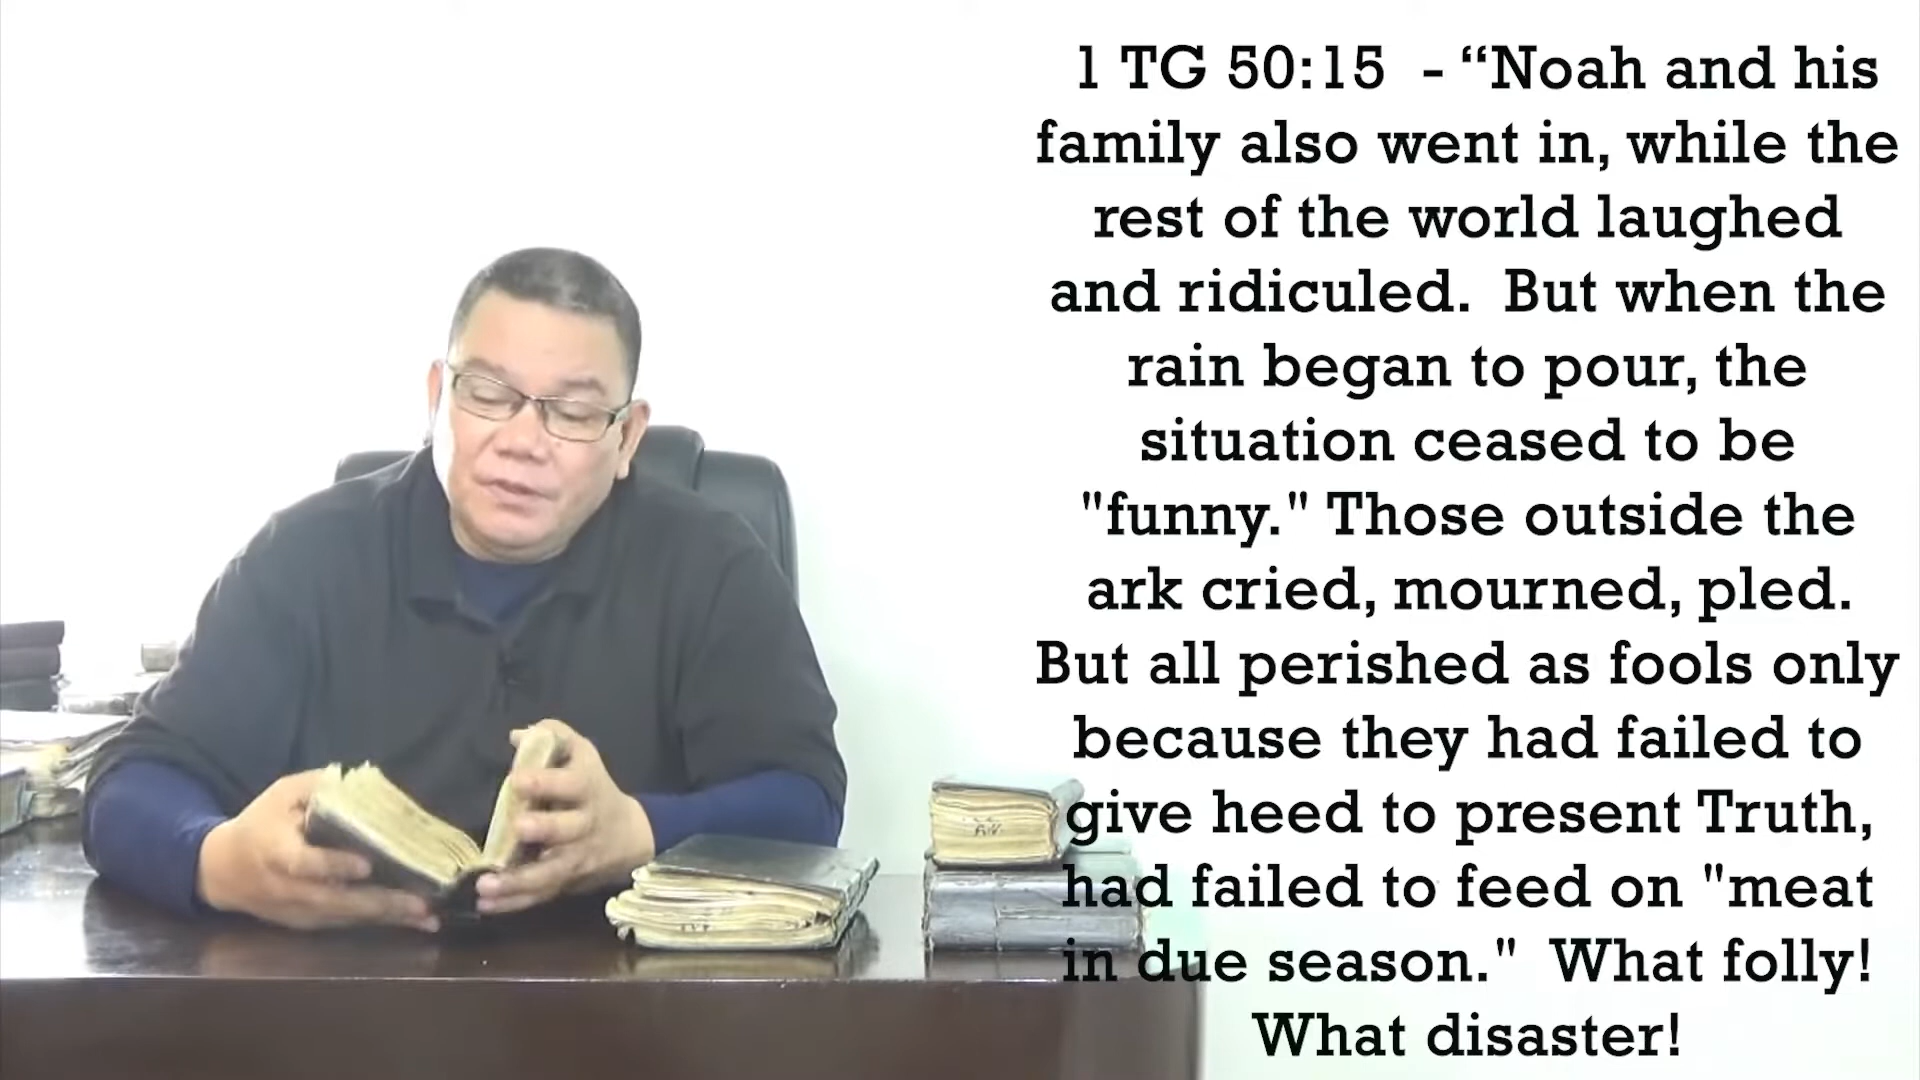 1 TG 50:15 - “Noah and his
family also went in, while the
rest of the world laughed
and ridiculed. But when the
rain began to pour, the
situation ceased to be
"funny." Those outside the
ark cried, mourned, pled.
But all perished as fools only
because they had failed to
give heed to present Truth,
had failed to feed on "meat
in due season." What folly!
What disaster!